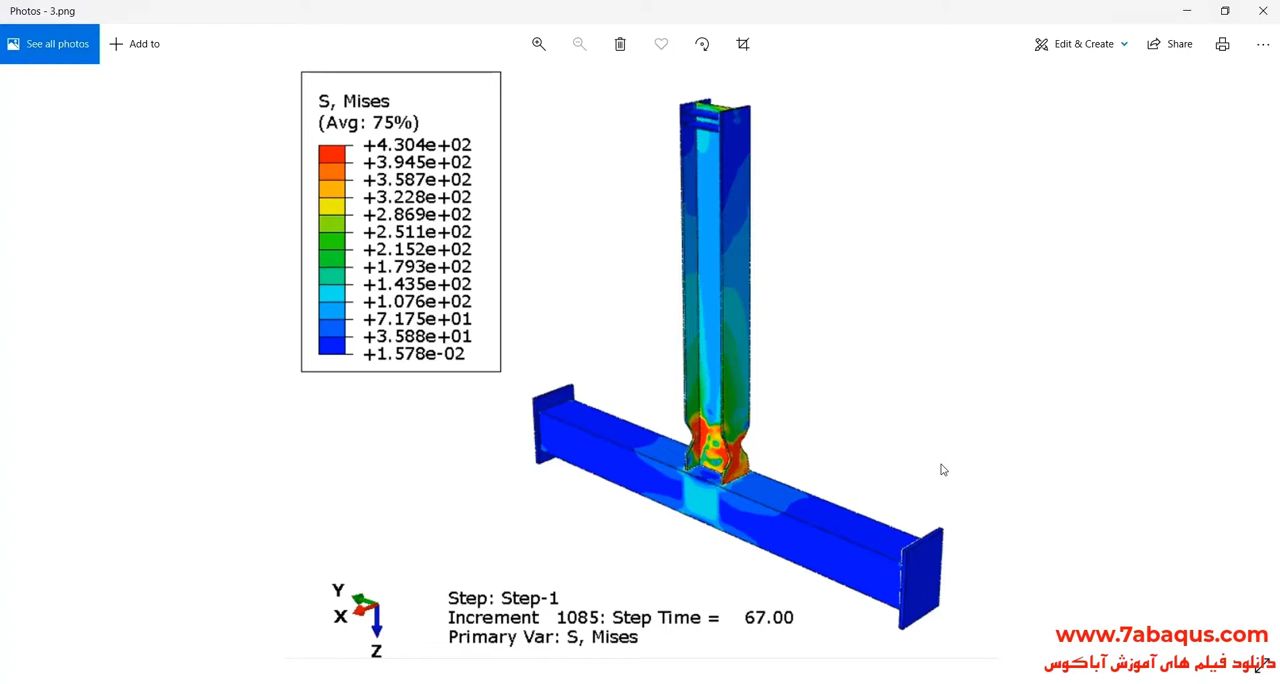 Photos - 3.png
See all photos
Add to
Edit & Create
Share
S, Mises
(Avg: 75%)
+4.304e+02
+3.945e+02
+3.587e+02
+3.228e+02
+2.869e+02
+2.511e+02
+2.152e+02
+1.793e+02
+1.435e+02
+1.076e+02
+7.175e+01
+3.588e+01
+1.578e-02
Y
X
Z
Step: Step-1
Increment 1085: Step Time = 67.00
Primary Var: S, Mises
www.7abaqus.com
دانلود فیلم های آموزش آباکوس